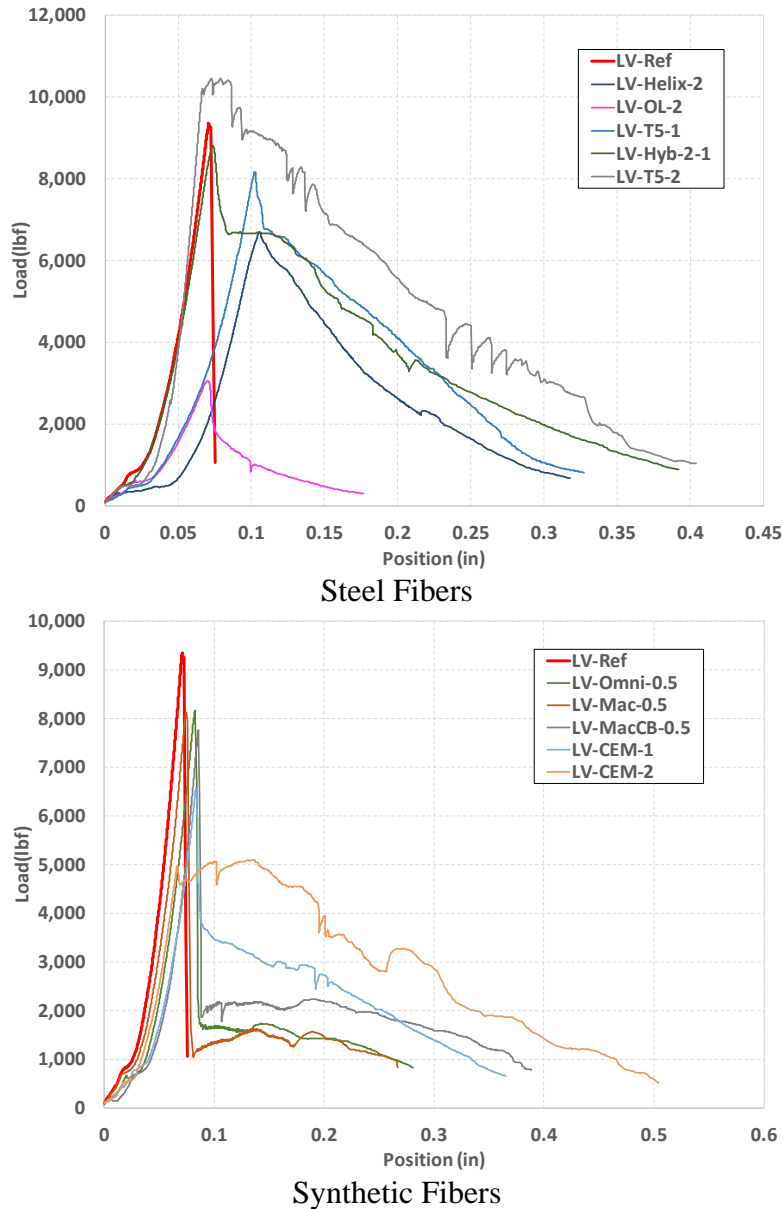 12,000
10,000
8,000
6,000
4,000
2,000
0
Load(lbf)
LV-Ref
LV-Helix-2
LV-OL-2
LV-T5-1
LV-Hyb-2-1
LV-T5-2
0 0.05 0.1 0.15 0.2 0.25 0.3 0.35 0.4 0.45
Position (in)
Steel Fibers
10,000
9,000
8,000
7,000
6,000
5,000
4,000
3,000
2,000
1,000
0
Load(lbf)
LV-Ref
LV-Omni-0.5
LV-Mac-0.5
LV-MacCB-0.5
LV-CEM-1
LV-CEM-2
0 0.1 0.2 0.3 0.4 0.5 0.6
Position (in)
Synthetic Fibers